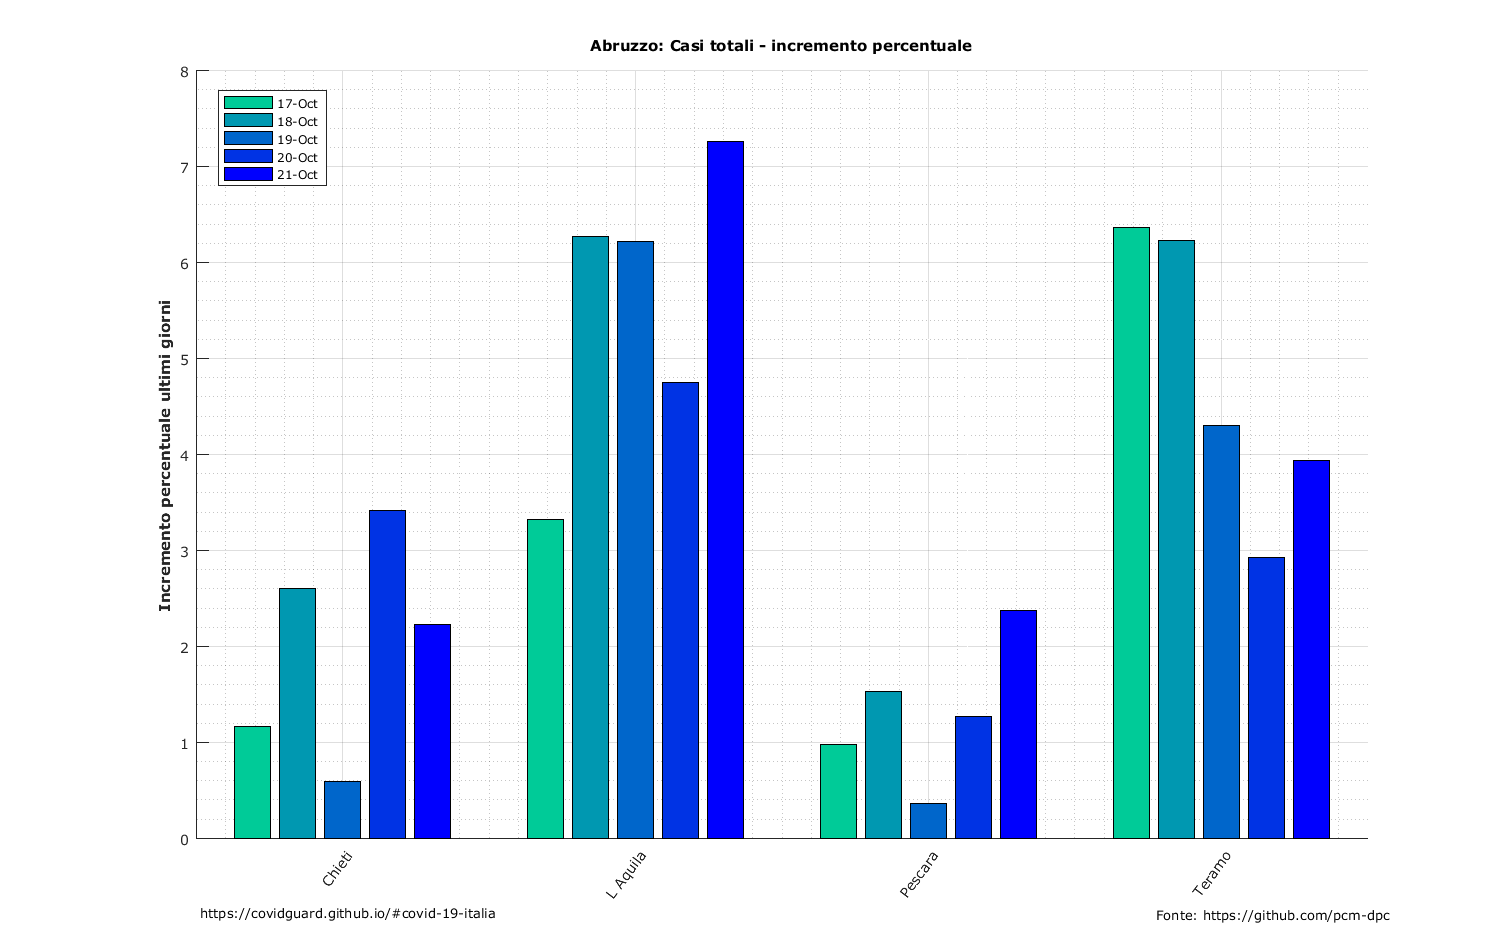 Abruzzo: Casi totali - incremento percentuale
8
7
6
5
4
3
2
1
0
Incremento percentuale ultimi giorni
17-Oct
18-Oct
19-Oct
20-Oct
21-Oct
Chieti
L Aquila
Pescara
Teramo
https://covidguard.github.io/#covid-19-italia
Fonte: https://github.com/pcm-dpc